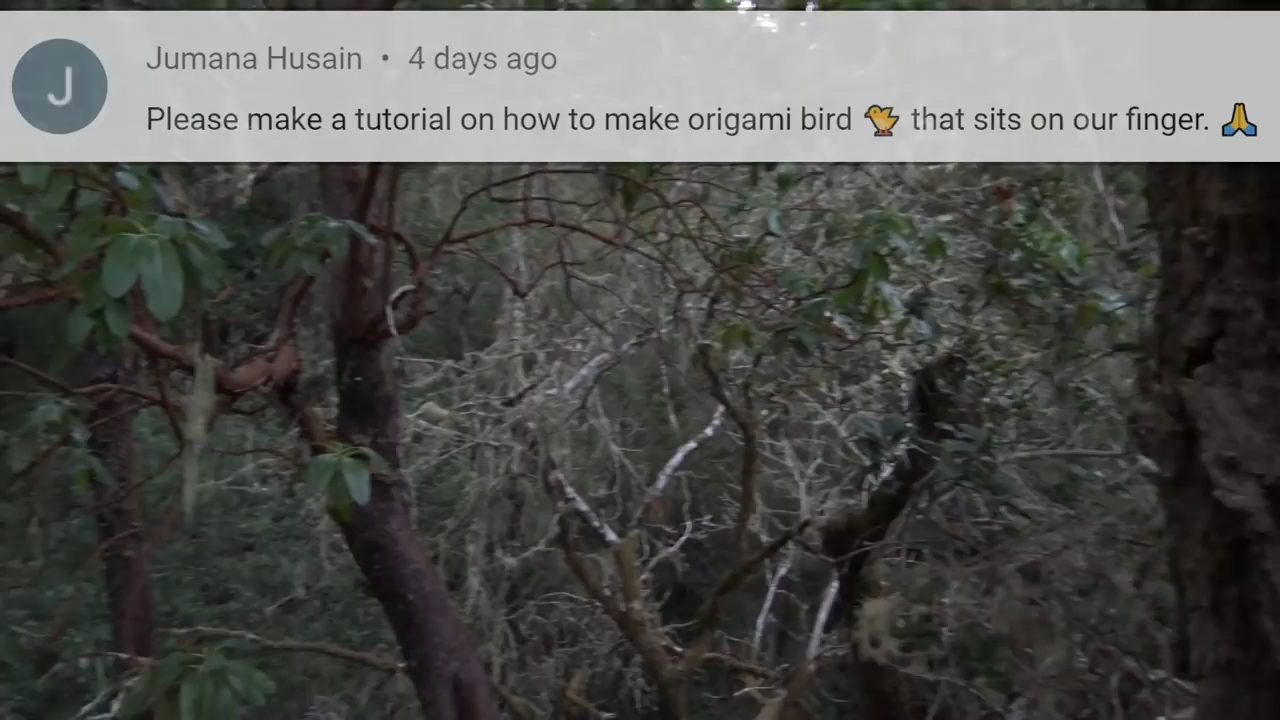 J
Jumana Husain • 4 days ago
Please make a tutorial on how to make origami bird 🐤 that sits on our finger. 🙏